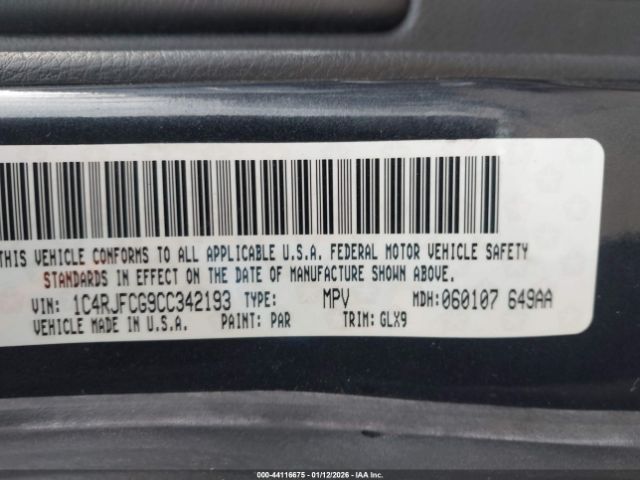 THIS VEHICLE CONFORMS TO ALL APPLICABLE U.S.A. FEDERAL MOTOR VEHICLE SAFETY
STANDARDS IN EFFECT ON THE DATE OF MANUFACTURE SHOWN ABOVE.
VIN: 1C4RJFCG9CC342193 TYPE: MPV MDH:060107 649AA
VEHICLE MADE IN U.S.A. PAINT: PAR TRIM: GLX9
000-44116675 - 01/12/2026 - IAA Inc.